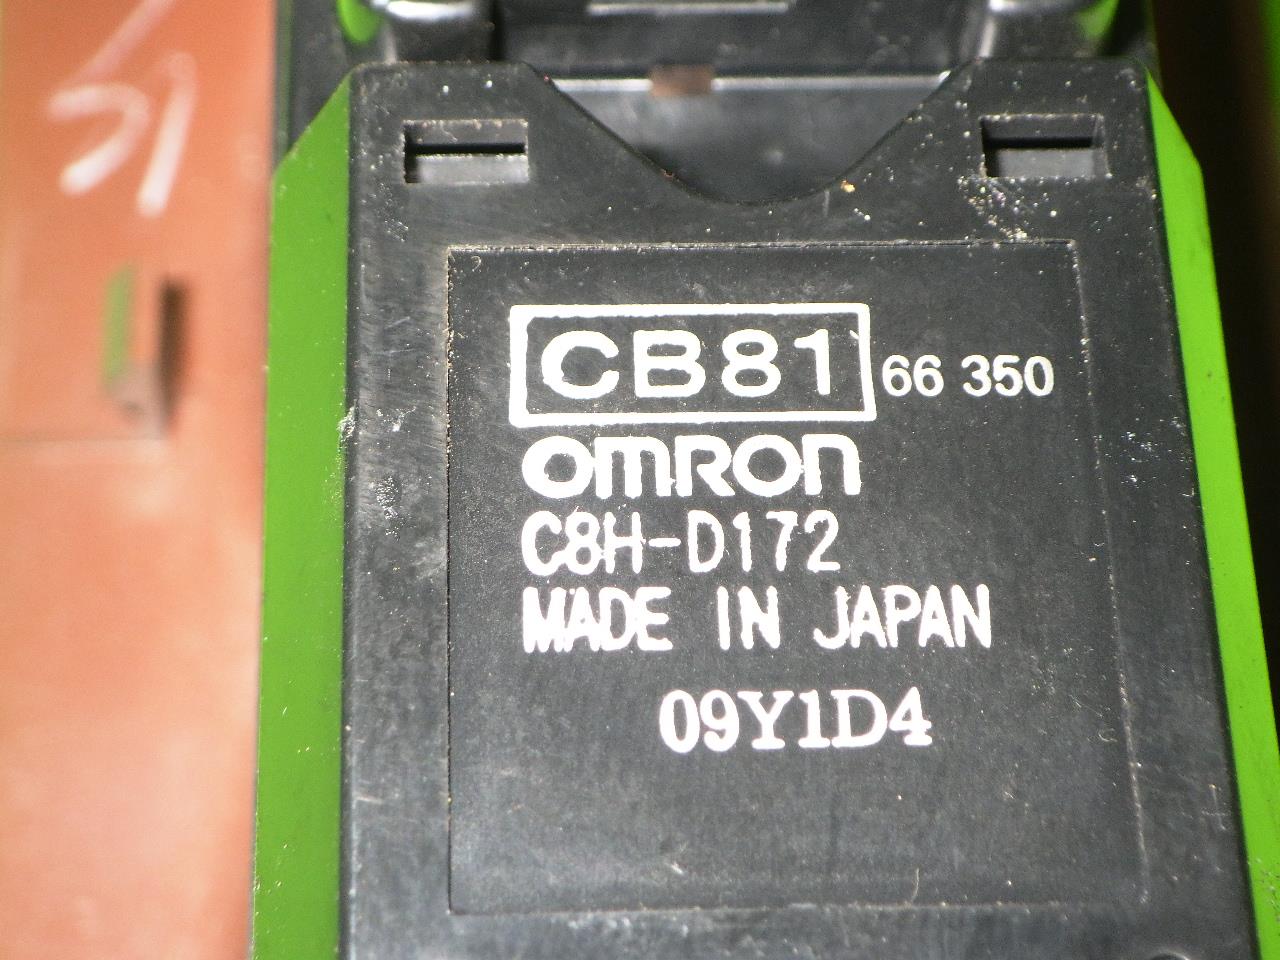 CB81 66 350
OMRON
C8H-D172
MADE IN JAPAN
09Y1D4